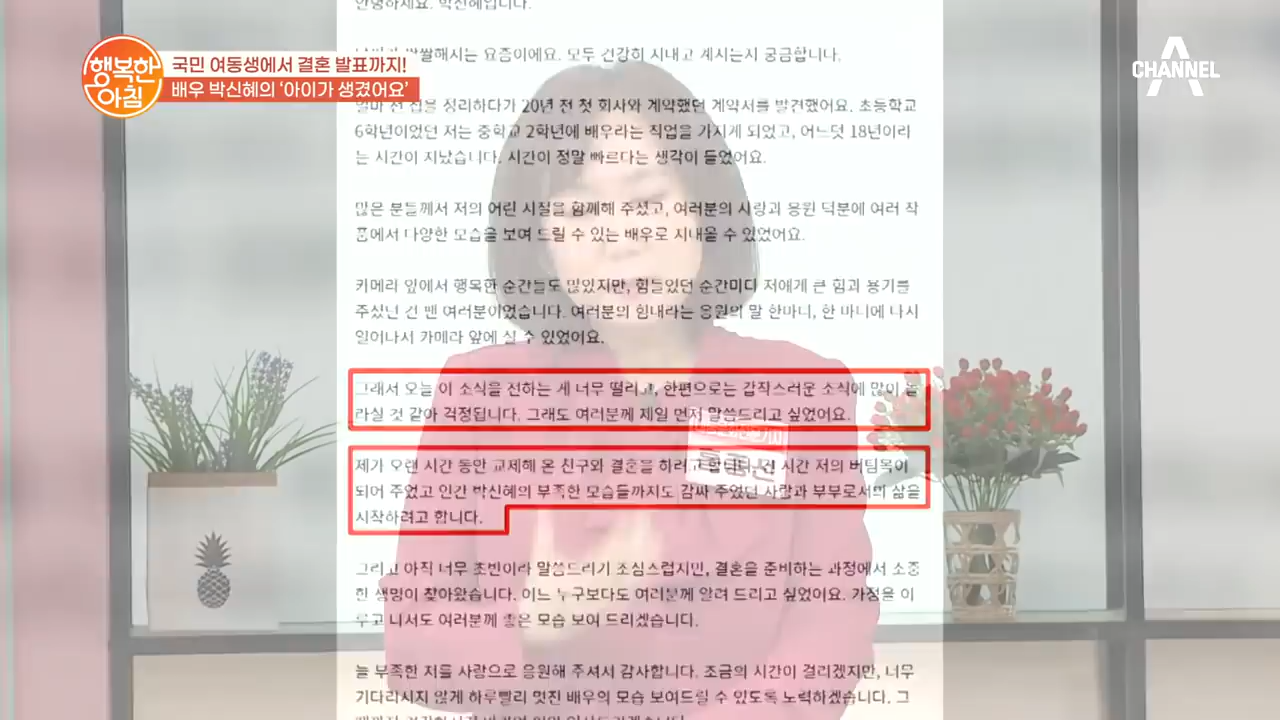 안녕하세요. 박신혜입니다.
쌀쌀해지는 요즘이에요. 모두 건강히 지내고 계시는지 궁금합니다.
행복한
아침
국민 여동생에서 결혼 발표까지!
배우 박신혜의 ‘아이가 생겼어요’
CHANNEL A
얼마 전 집을 정리하다가 20년 전 첫 회사와 계약했던 계약서를 발견했어요. 초등학교
6학년이었던 저는 중학교 2학년에 배우라는 직업을 가지게 되었고, 어느덧 18년이라
는 시간이 지났습니다. 시간이 정말 빠르다는 생각이 들었어요.
많은 분들께서 저의 어린 시절을 함께해 주셨고, 여러분의 사랑과 응원 덕분에 여러 작
품에서 다양한 모습을 보여 드릴 수 있는 배우로 지내올 수 있었어요.
카메라 앞에서 행복한 순간들도 많았지만, 힘들었던 순간마다 저에게 큰 힘과 용기를
주셨던 건 팬 여러분이었습니다. 여러분의 힘내라는 응원의 말 한마디, 한 마디에 다시
일어나서 카메라 앞에 설 수 있었어요.
그래서 오늘 이 소식을 전하는 게 너무 떨리고, 한편으로는 갑작스러운 소식에 많이 놀
라실 것 같아 걱정됩니다. 그래도 여러분께 제일 먼저 말씀드리고 싶었어요.
제가 오랜 시간 동안 교제해 온 친구와 결혼을 하려고 합니다. 긴 시간 저의 버팀목이
되어 주었고 인간 박신혜의 부족한 모습들까지도 감싸 주었던 사람과 부부로서의 삶을
시작하려고 합니다.
그리고 아직 너무 초반이라 말씀드리기 조심스럽지만, 결혼을 준비하는 과정에서 소중
한 생명이 찾아왔습니다. 이느 누구보다도 여러분께 알려 드리고 싶었어요. 가정을 이
루고 나서도 여러분께 좋은 모습 보여 드리겠습니다.
늘 부족한 저를 사랑으로 응원해 주셔서 감사합니다. 조금의 시간이 걸리겠지만, 너무
기다리시지 않게 하루빨리 멋진 배우의 모습 보여드릴 수 있도록 노력하겠습니다. 그